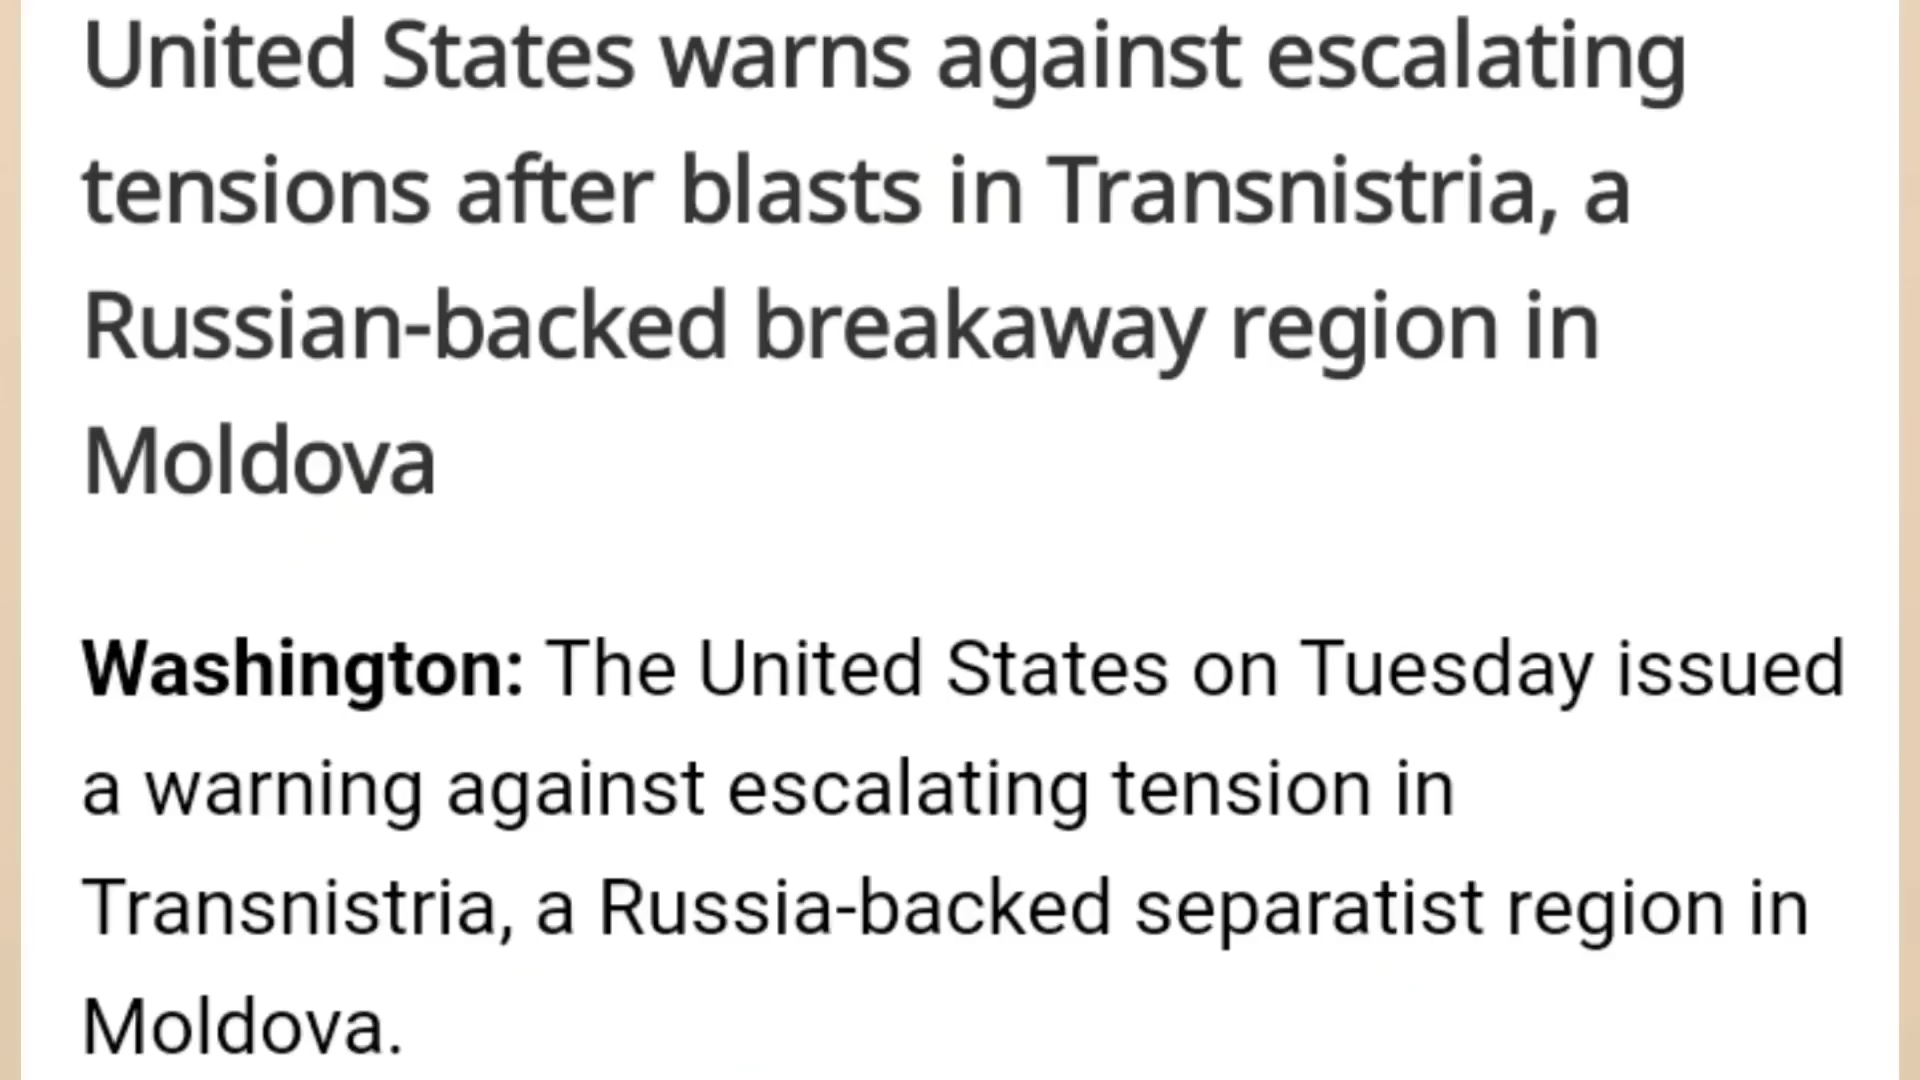 United States warns against escalating
tensions after blasts in Transnistria, a
Russian-backed breakaway region in
Moldova
Washington: The United States on Tuesday issued
a warning against escalating tension in
Transnistria, a Russia-backed separatist region in
Moldova.